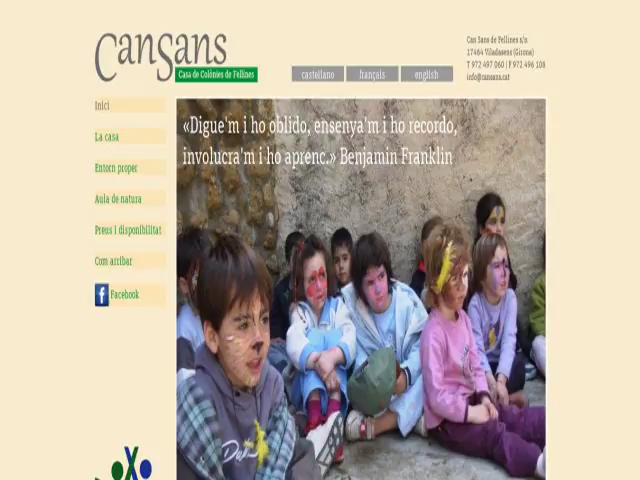 CanSans
Casa de Colònies de Fellines
castellano
français
english
Can Sans de Fellines s/n
17464 Viladasens (Girona)
T 972 497 060 | F 972 496 108
info@cansans.cat
Inici
La casa
Entorn proper
Aula de natura
Preus i disponibilitat
Com arribar
Facebook
«Digue'm i ho oblido, ensenya'm i ho recordo,
involucra'm i ho aprenc.» Benjamin Franklin